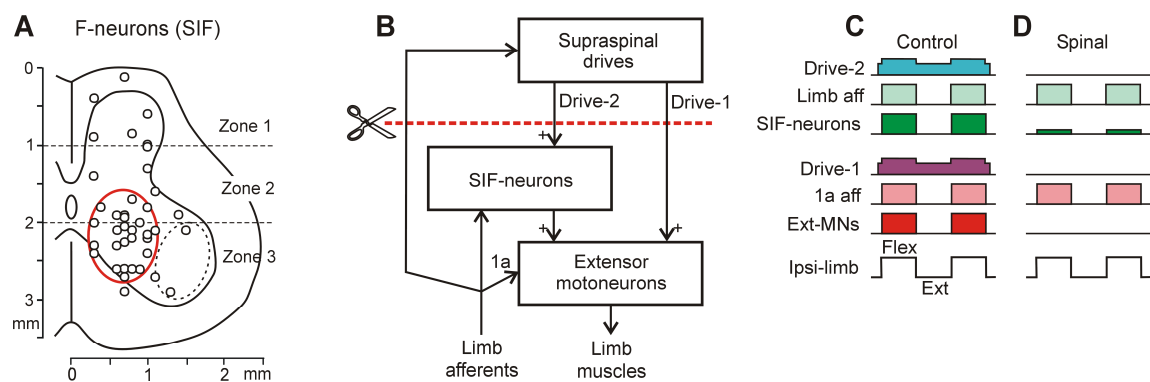 A
F-neurons (SIF)
0
1
2
3
mm
Zone 1
Zone 2
Zone 3
0
1
2
mm
B
Supraspinal
drives
Drive-2
Drive-1
+
SIF-neurons
+
+
1a
Extensor
motoneurons
Limb
afferents
Limb
muscles
C
Control
Drive-2
Limb aff
SIF-neurons
Drive-1
1a aff
Ext-MNs
Flex
Ipsi-limb
Ext
D
Spinal